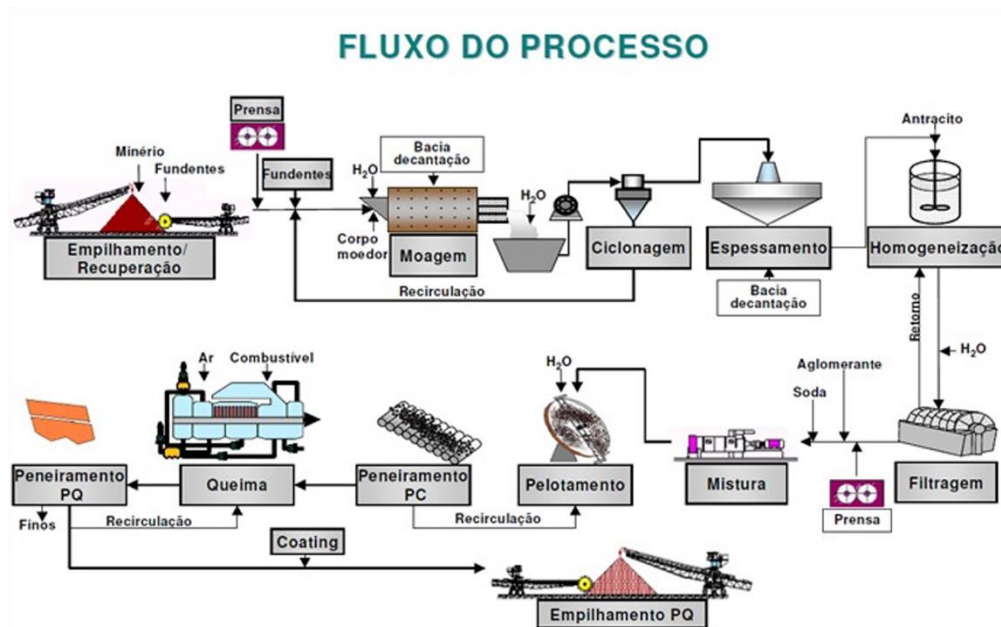 FLUXO DO PROCESSO
Prensa
Minério
Fundentes
Empilhamento/
Recuperação
Fundentes
H₂O
Corpo
moedor
Bacia
decantação
Moagem
H₂O
Recirculação
Ciclonagem
Espessamento
Bacia
decantação
Antracito
Homogeneização
Retorno
H₂O
Filtragem
Aglomerante
Soda
Prensa
Mistura
H₂O
Pelotamento
Recirculação
Peneiramento
PC
Ar
Combustível
Queima
Recirculação
Peneiramento
PQ
Finos
Coating
Empilhamento PQ